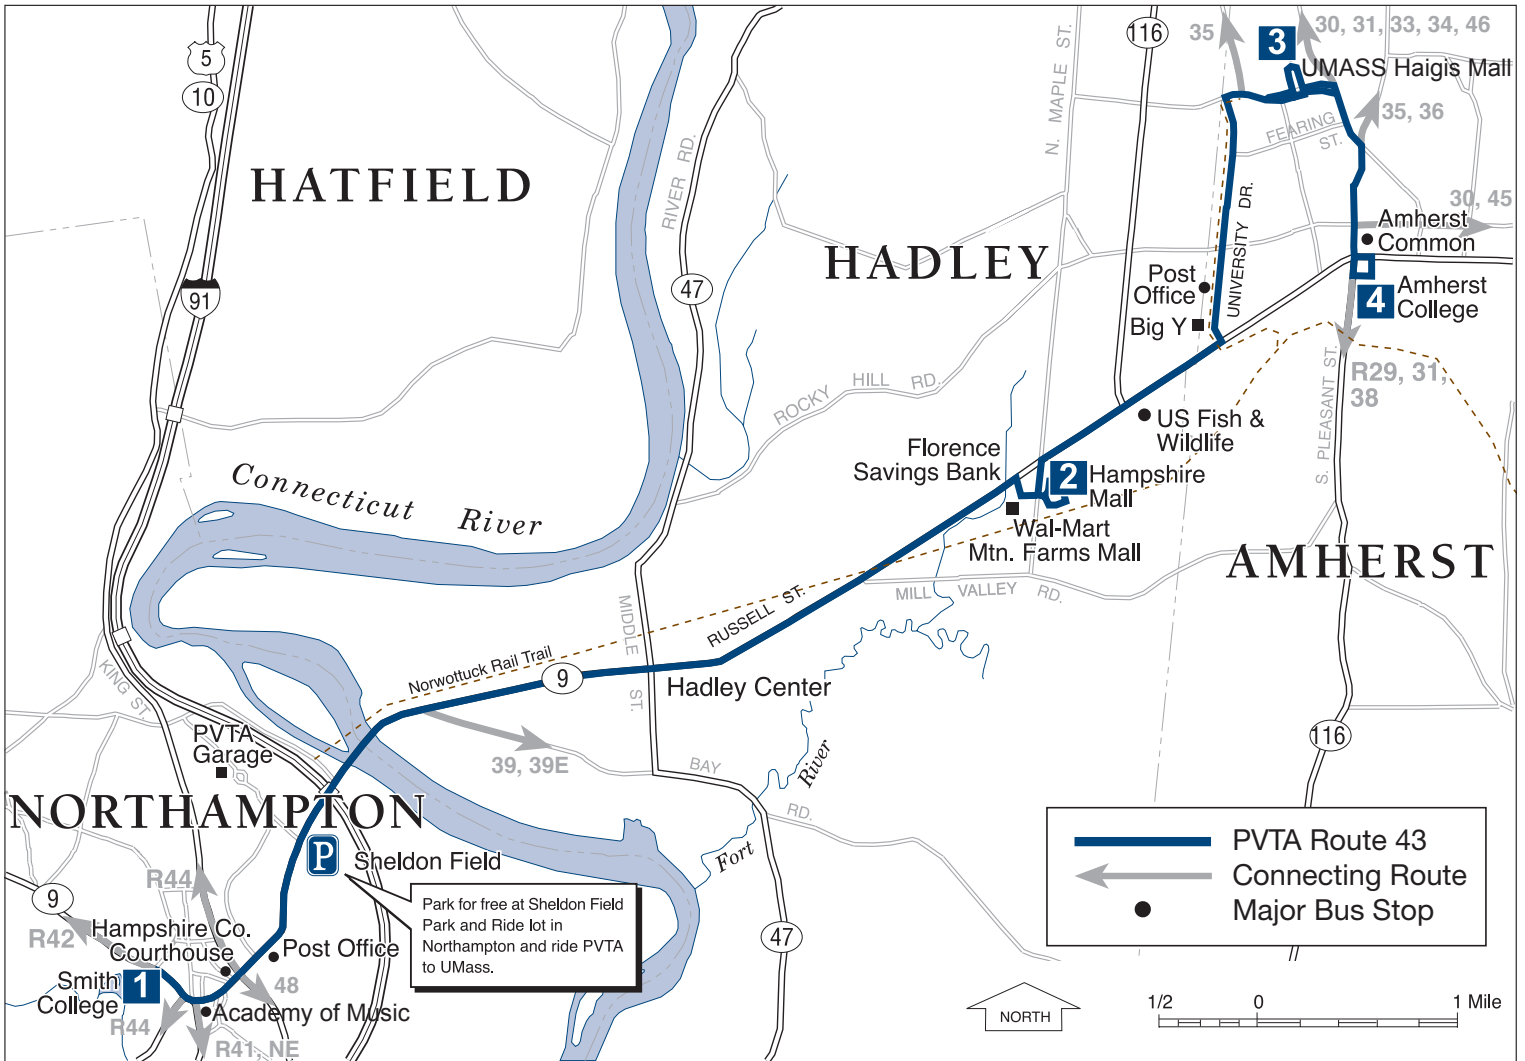 5
10
HATFIELD
91
RIVER RD.
47
N. MAPLE ST.
116
35
30, 31, 33, 34, 46
3
UMASS Haigis Mall
35, 36
FEARING
ST.
30, 45
UNIVERSITY DR.
Amherst
Common
HADLEY
Post
Office
Big Y
4
Amherst
College
S. PLEASANT ST.
R29, 31,
38
ROCKY HILL RD.
US Fish &
Wildlife
Florence
Savings Bank
2
Hampshire
Mall
Wal-Mart
Mtn. Farms Mall
AMHERST
Connecticut River
MILL VALLEY RD.
RUSSELL ST.
MIDDLE ST.
Norwottuck Rail Trail
9
Hadley Center
KING ST.
PVTA
Garage
39, 39E
BAY RD.
Fort River
116
NORTHAMPTON
P
Sheldon Field
Park for free at Sheldon Field
Park and Ride lot in
Northampton and ride PVTA
to UMass.
R44
9
R42
Hampshire Co.
Courthouse
Post Office
48
Smith
College
1
Academy of Music
R44
R41, NE
47
PVTA Route 43
Connecting Route
Major Bus Stop
NORTH
1/2 0 1 Mile